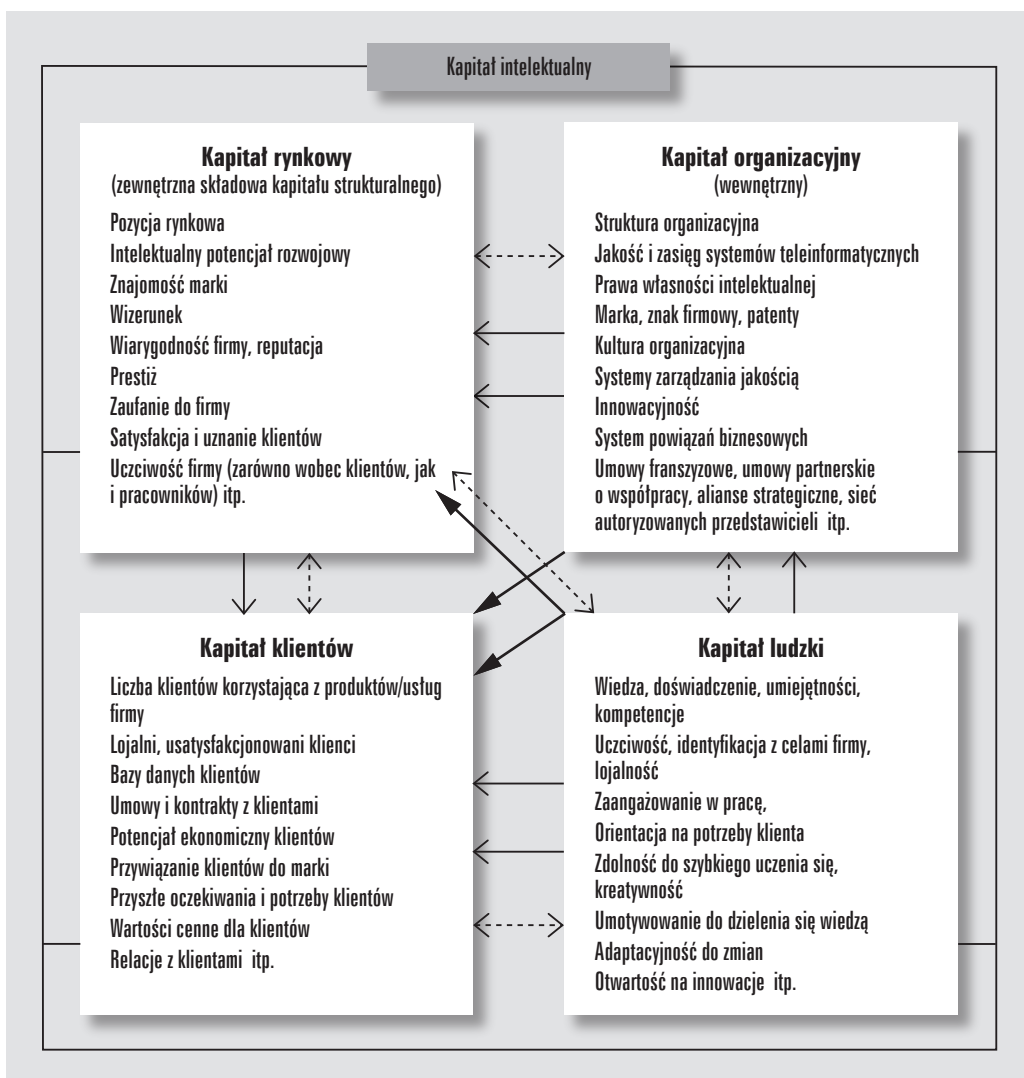 Kapitał intelektualny
Kapitał rynkowy
(zewnętrzna składowa kapitału strukturalnego)
Pozycja rynkowa
Intelektualny potencjał rozwojowy
Znajomość marki
Wizerunek
Wiarygodność firmy, reputacja
Prestiż
Zaufanie do firmy
Satysfakcja i uznanie klientów
Uczciwość firmy (zarówno wobec klientów, jak
i pracowników) itp.
Kapitał organizacyjny
(wewnętrzny)
Struktura organizacyjna
Jakość i zasięg systemów teleinformatycznych
Prawa własności intelektualnej
Marka, znak firmowy, patenty
Kultura organizacyjna
Systemy zarządzania jakością
Innowacyjność
System powiązań biznesowych
Umowy franszyzowe, umowy partnerskie
o współpracy, alianse strategiczne, sieć
autoryzowanych przedstawicieli itp.
Kapitał klientów
Liczba klientów korzystająca z produktów/usług
firmy
Lojalni, usatysfakcjonowani klienci
Bazy danych klientów
Umowy i kontrakty z klientami
Potencjał ekonomiczny klientów
Przywiązanie klientów do marki
Przyszłe oczekiwania i potrzeby klientów
Wartości cenne dla klientów
Relacje z klientami itp.
Kapitał ludzki
Wiedza, doświadczenie, umiejętności,
kompetencje
Uczciwość, identyfikacja z celami firmy,
lojalność
Zaangażowanie w pracę,
Orientacja na potrzeby klienta
Zdolność do szybkiego uczenia się,
kreatywność
Umotywowanie do dzielenia się wiedzą
Adaptacyjność do zmian
Otwartość na innowacje itp.